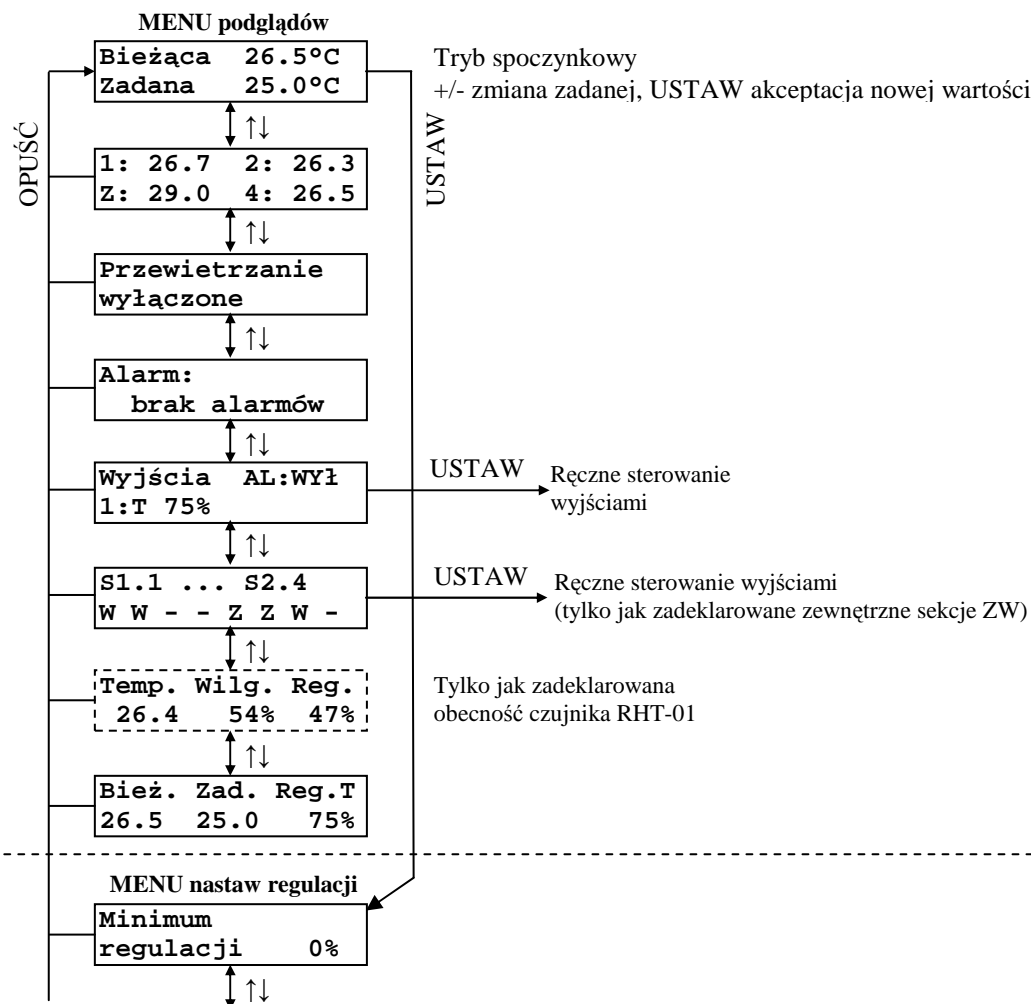 MENU podglądów
Bieżąca 26.5°C
Zadana 25.0°C
Tryb spoczynkowy
+/- zmiana zadanej, USTAW akceptacja nowej wartości
OPUŚĆ
USTAW
↑↓
1: 26.7 2: 26.3
Z: 29.0 4: 26.5
↑↓
Przewietrzanie
wyłączone
↑↓
Alarm:
brak alarmów
↑↓
Wyjścia AL:WYŁ
1:T 75%
USTAW
Ręczne sterowanie
wyjściami
↑↓
S1.1 ... S2.4
W W - - Z Z W -
USTAW
Ręczne sterowanie wyjściami
(tylko jak zadeklarowane zewnętrzne sekcje ZW)
↑↓
Temp. Wilg. Reg.
26.4 54% 47%
Tylko jak zadeklarowana
obecność czujnika RHT-01
↑↓
Bież. Zad. Reg.T
26.5 25.0 75%
MENU nastaw regulacji
Minimum
regulacji 0%
↑↓